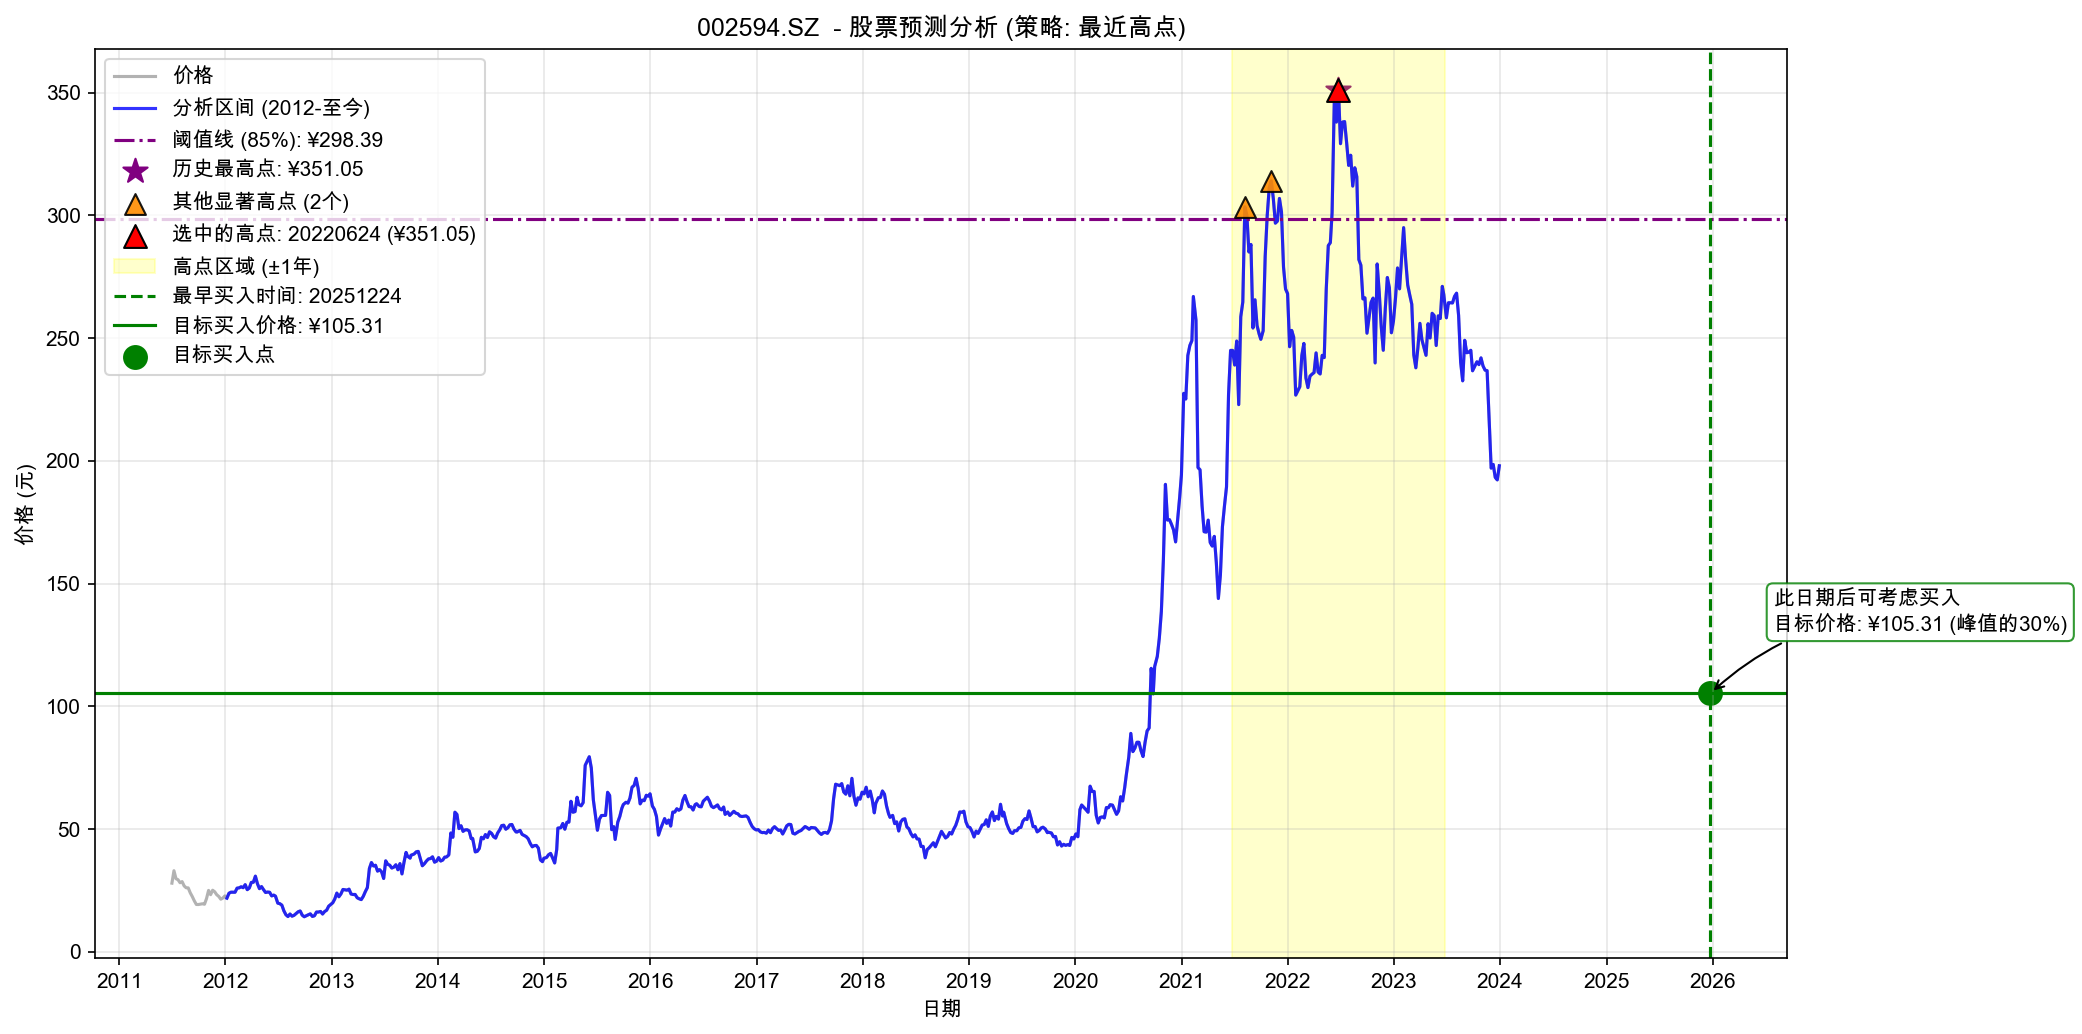 002594.SZ - 股票预测分析 (策略: 最近高点)
价格
分析区间 (2012-至今)
阈值线 (85%): ¥298.39
历史最高点: ¥351.05
其他显著高点 (2个)
选中的高点: 20220624 (¥351.05)
高点区域 (±1年)
最早买入时间: 20251224
目标买入价格: ¥105.31
目标买入点
350
300
250
200
150
100
50
0
价格 (元)
此日期后可考虑买入
目标价格: ¥105.31 (峰值的30%)
2011 2012 2013 2014 2015 2016 2017 2018 2019 2020 2021 2022 2023 2024 2025 2026
日期